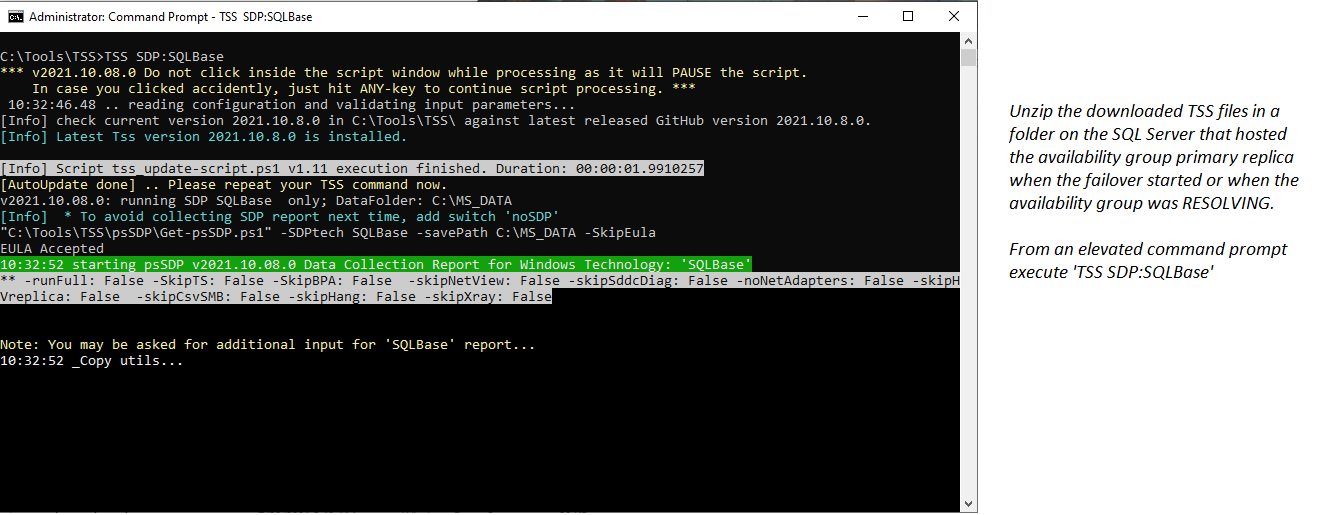 Administrator: Command Prompt - TSS SDP:SQLBase
C:\Tools\TSS>TSS SDP:SQLBase
*** v2021.10.08.0 Do not click inside the script window while processing as it will PAUSE the script.
In case you clicked accidently, just hit ANY-key to continue script processing. ***
10:32:46.48 .. reading configuration and validating input parameters...
[Info] check current version 2021.10.8.0 in C:\Tools\TSS\ against latest released GitHub version 2021.10.8.0.
[Info] Latest Tss version 2021.10.8.0 is installed.
[Info] Script tss_update-script.ps1 v1.11 execution finished. Duration: 00:00:01.9910257
[AutoUpdate done] .. Please repeat your TSS command now.
v2021.10.08.0: running SDP SQLBase  only; DataFolder: C:\MS_DATA
[Info]  * To avoid collecting SDP report next time, add switch 'noSDP'
"C:\Tools\TSS\psSDP\Get-psSDP.ps1" -SDPtech SQLBase -savePath C:\MS_DATA -SkipEula
EULA Accepted
10:32:52 starting psSDP v2021.10.08.0 Data Collection Report for Windows Technology: 'SQLBase'
** -runFull: False -SkipTS: False -SkipBPA: False  -skipNetView: False -skipSddcDiag: False -noNetAdapters: False -skipH
Vreplica: False  -skipCsvSMB: False -skipHang: False -skipXray: False
Note: You may be asked for additional input for 'SQLBase' report...
10:32:52 _Copy utils...
Unzip the downloaded TSS files in a
folder on the SQL Server that hosted
the availability group primary replica
when the failover started or when the
availability group was RESOLVING.
From an elevated command prompt
execute 'TSS SDP:SQLBase'